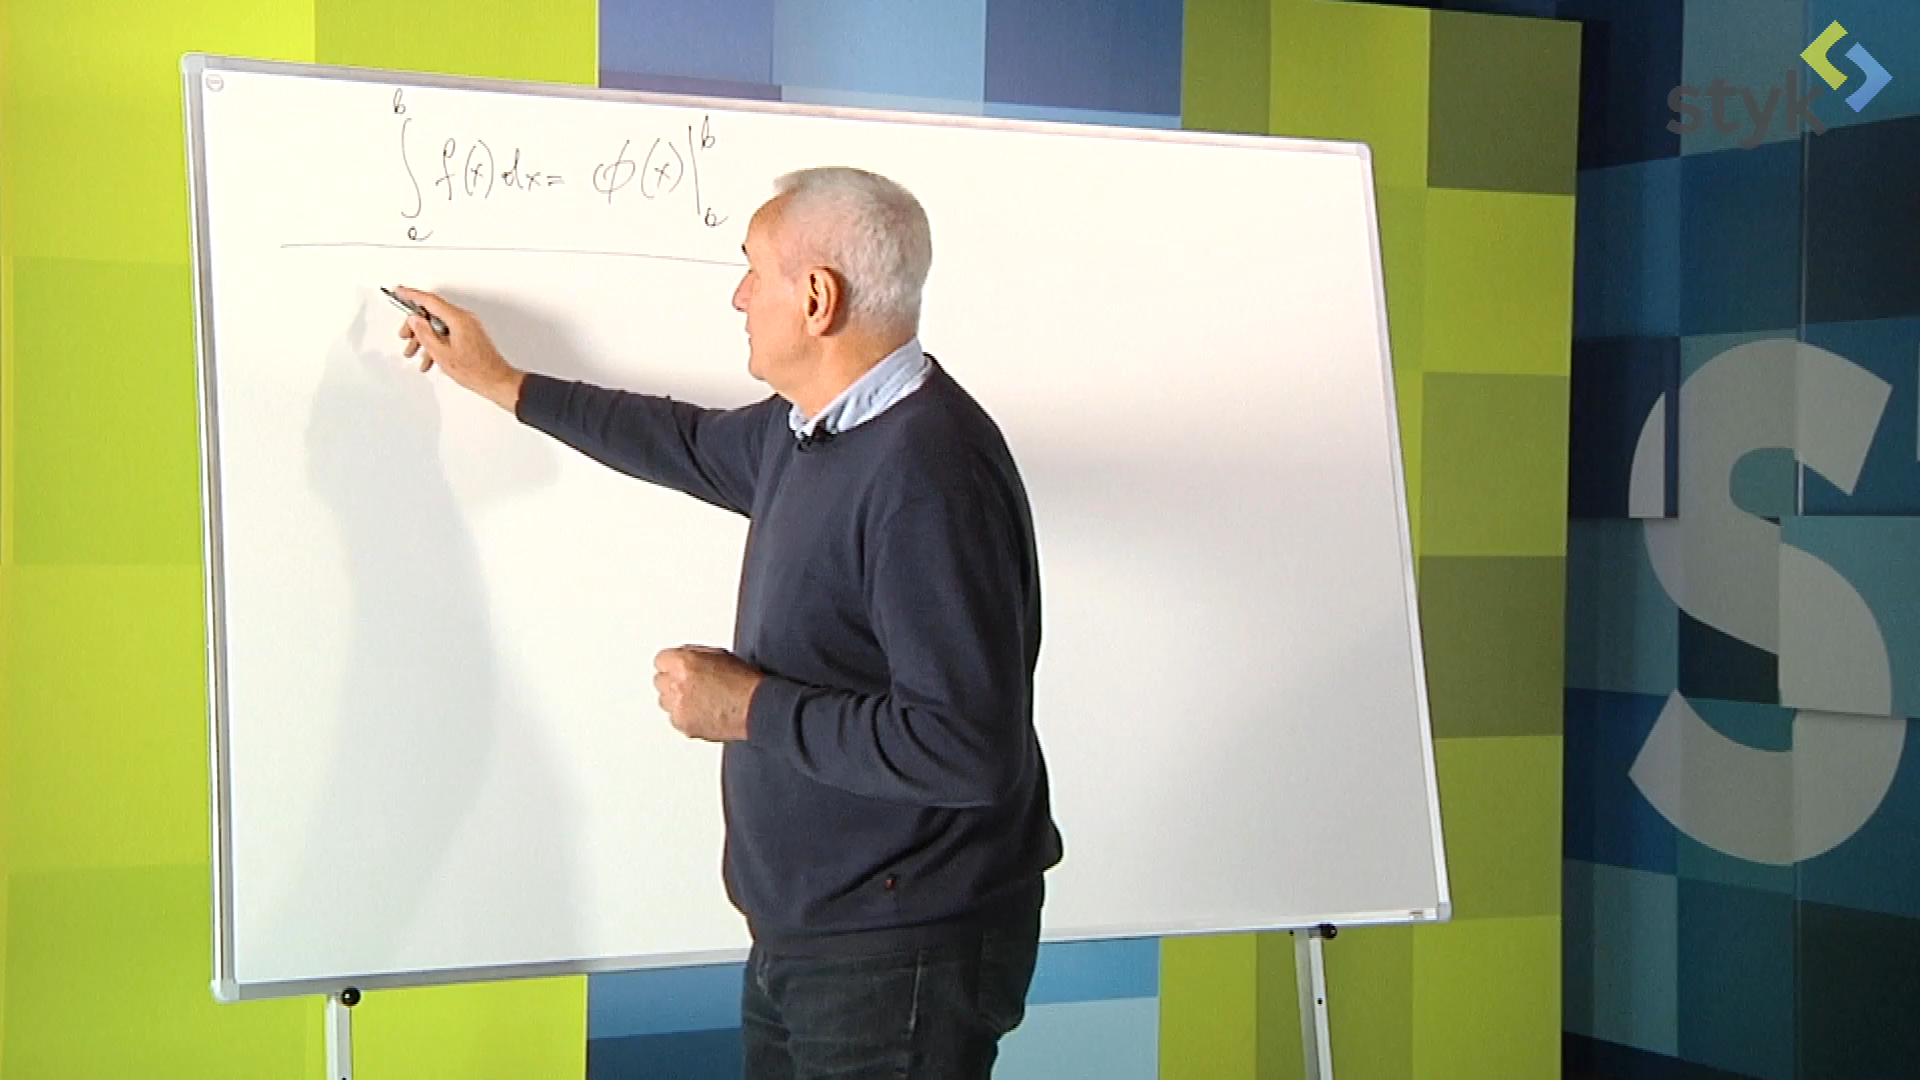 styk
∫_a^b f(x)dx = φ(x)|_a^b
S